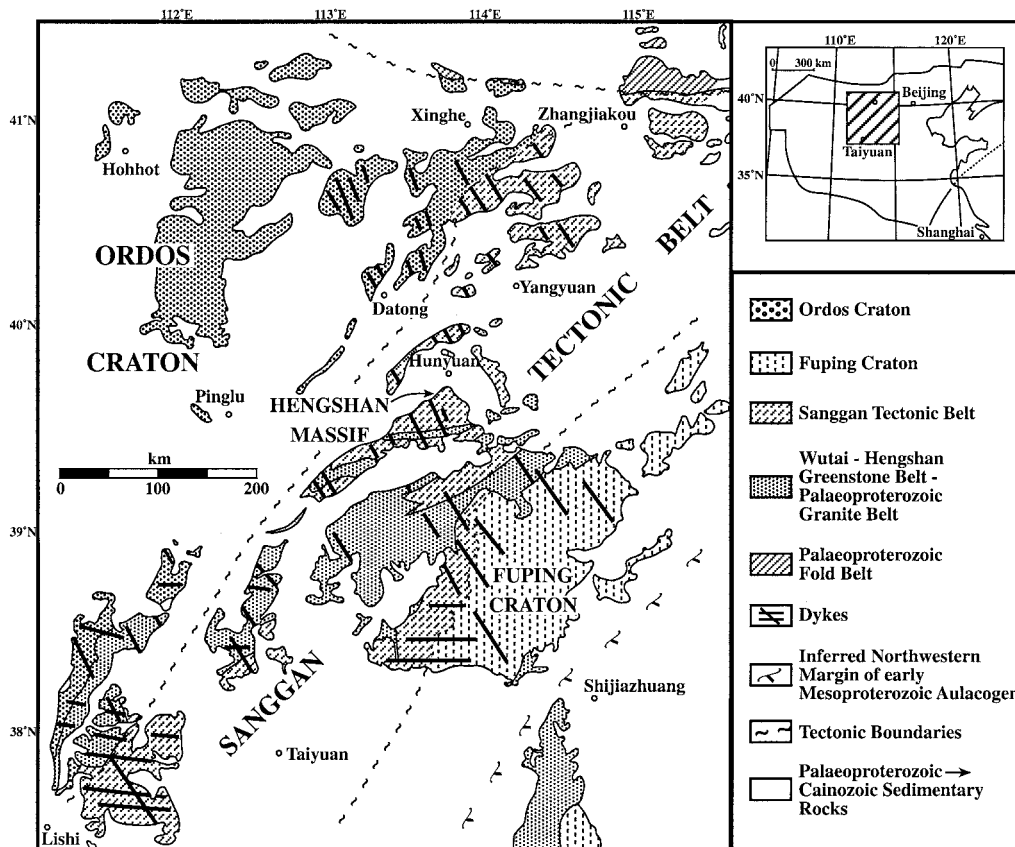 112°E 113°E 114°E 115°E
41°N
40°N
39°N
38°N
Hohhot
Xinghe
Zhangjiakou
ORDOS
CRATON
Datong
Yangyuan
Hunyuan
Pinglu
HENGSHAN
MASSIF
SANGGAN
TECTONIC
BELT
km
0 100 200
FUPING
CRATON
Shijiazhuang
Taiyuan
Lishi
110°E 120°E
0 300 km
40°N
35°N
Beijing
Taiyuan
Shanghai
Ordos Craton
Fuping Craton
Sanggan Tectonic Belt
Wutai - Hengshan
Greenstone Belt -
Palaeoproterozoic
Granite Belt
Palaeoproterozoic
Fold Belt
Dykes
Inferred Northwestern
Margin of early
Mesoproterozoic Aulacogen
Tectonic Boundaries
Palaeoproterozoic →
Cainozoic Sedimentary
Rocks